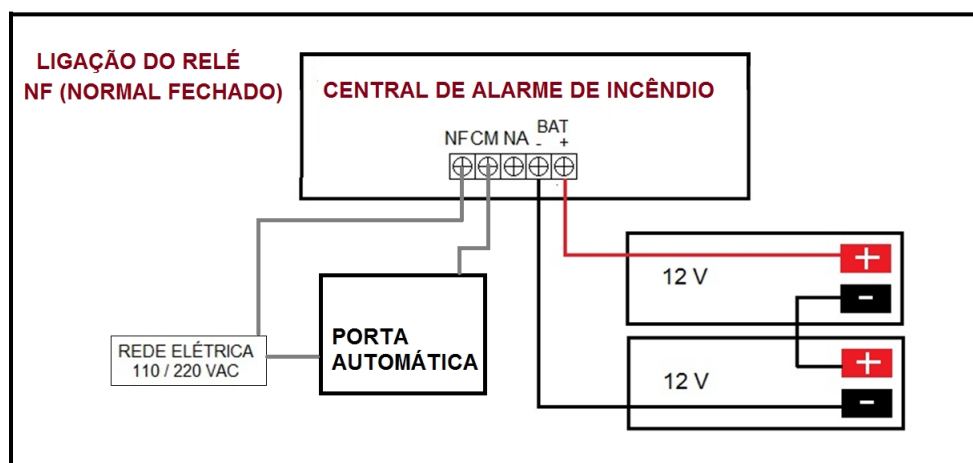 LIGAÇÃO DO RELÉ
NF (NORMAL FECHADO)
CENTRAL DE ALARME DE INCÊNDIO
BAT
NF CM NA - +
12 V
+
-
PORTA
AUTOMÁTICA
REDE ELÉTRICA
110 / 220 VAC
12 V
+
-